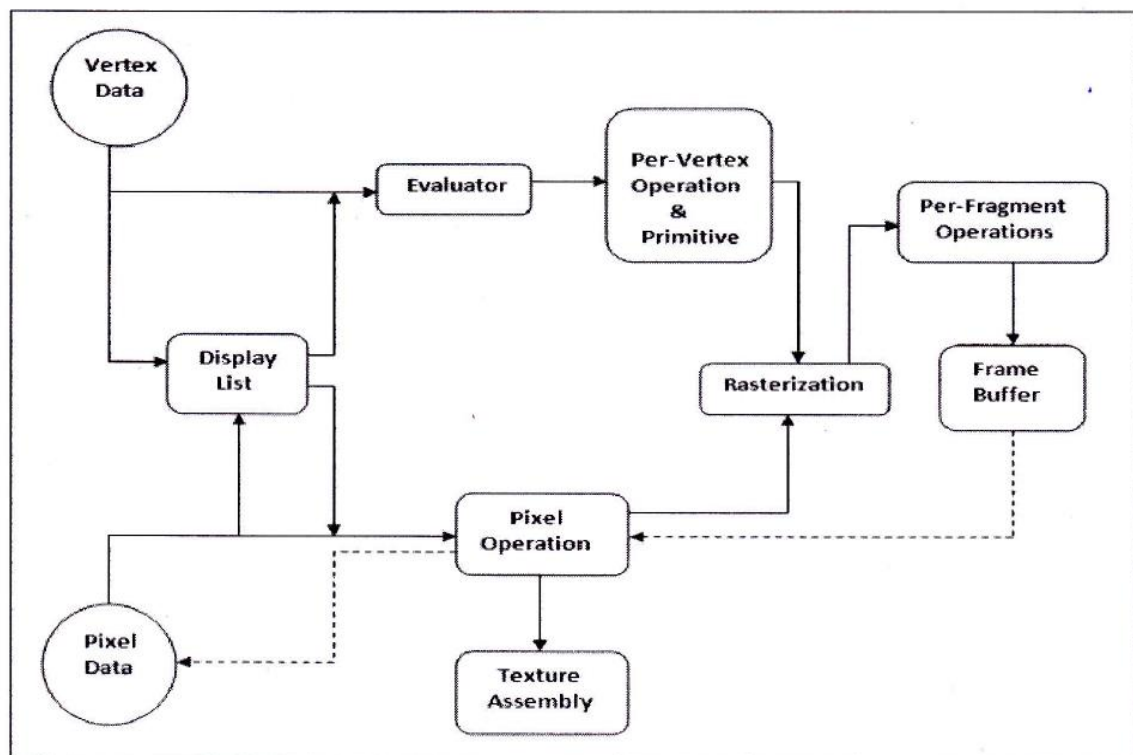 Vertex
Data
Evaluator
Per-Vertex
Operation
&
Primitive
Per-Fragment
Operations
Display
List
Rasterization
Frame
Buffer
Pixel
Operation
Pixel
Data
Texture
Assembly